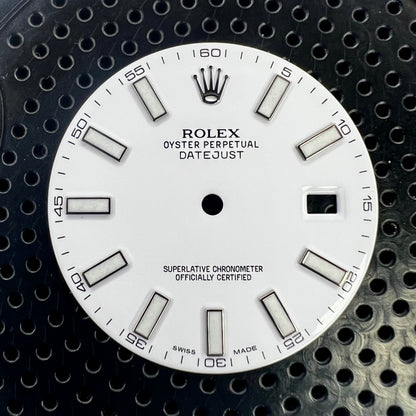 60
5
10
15
20
25
30
35
40
45
50
55
ROLEX
OYSTER PERPETUAL
DATEJUST
SUPERLATIVE CHRONOMETER
OFFICIALLY CERTIFIED
SWISS MADE